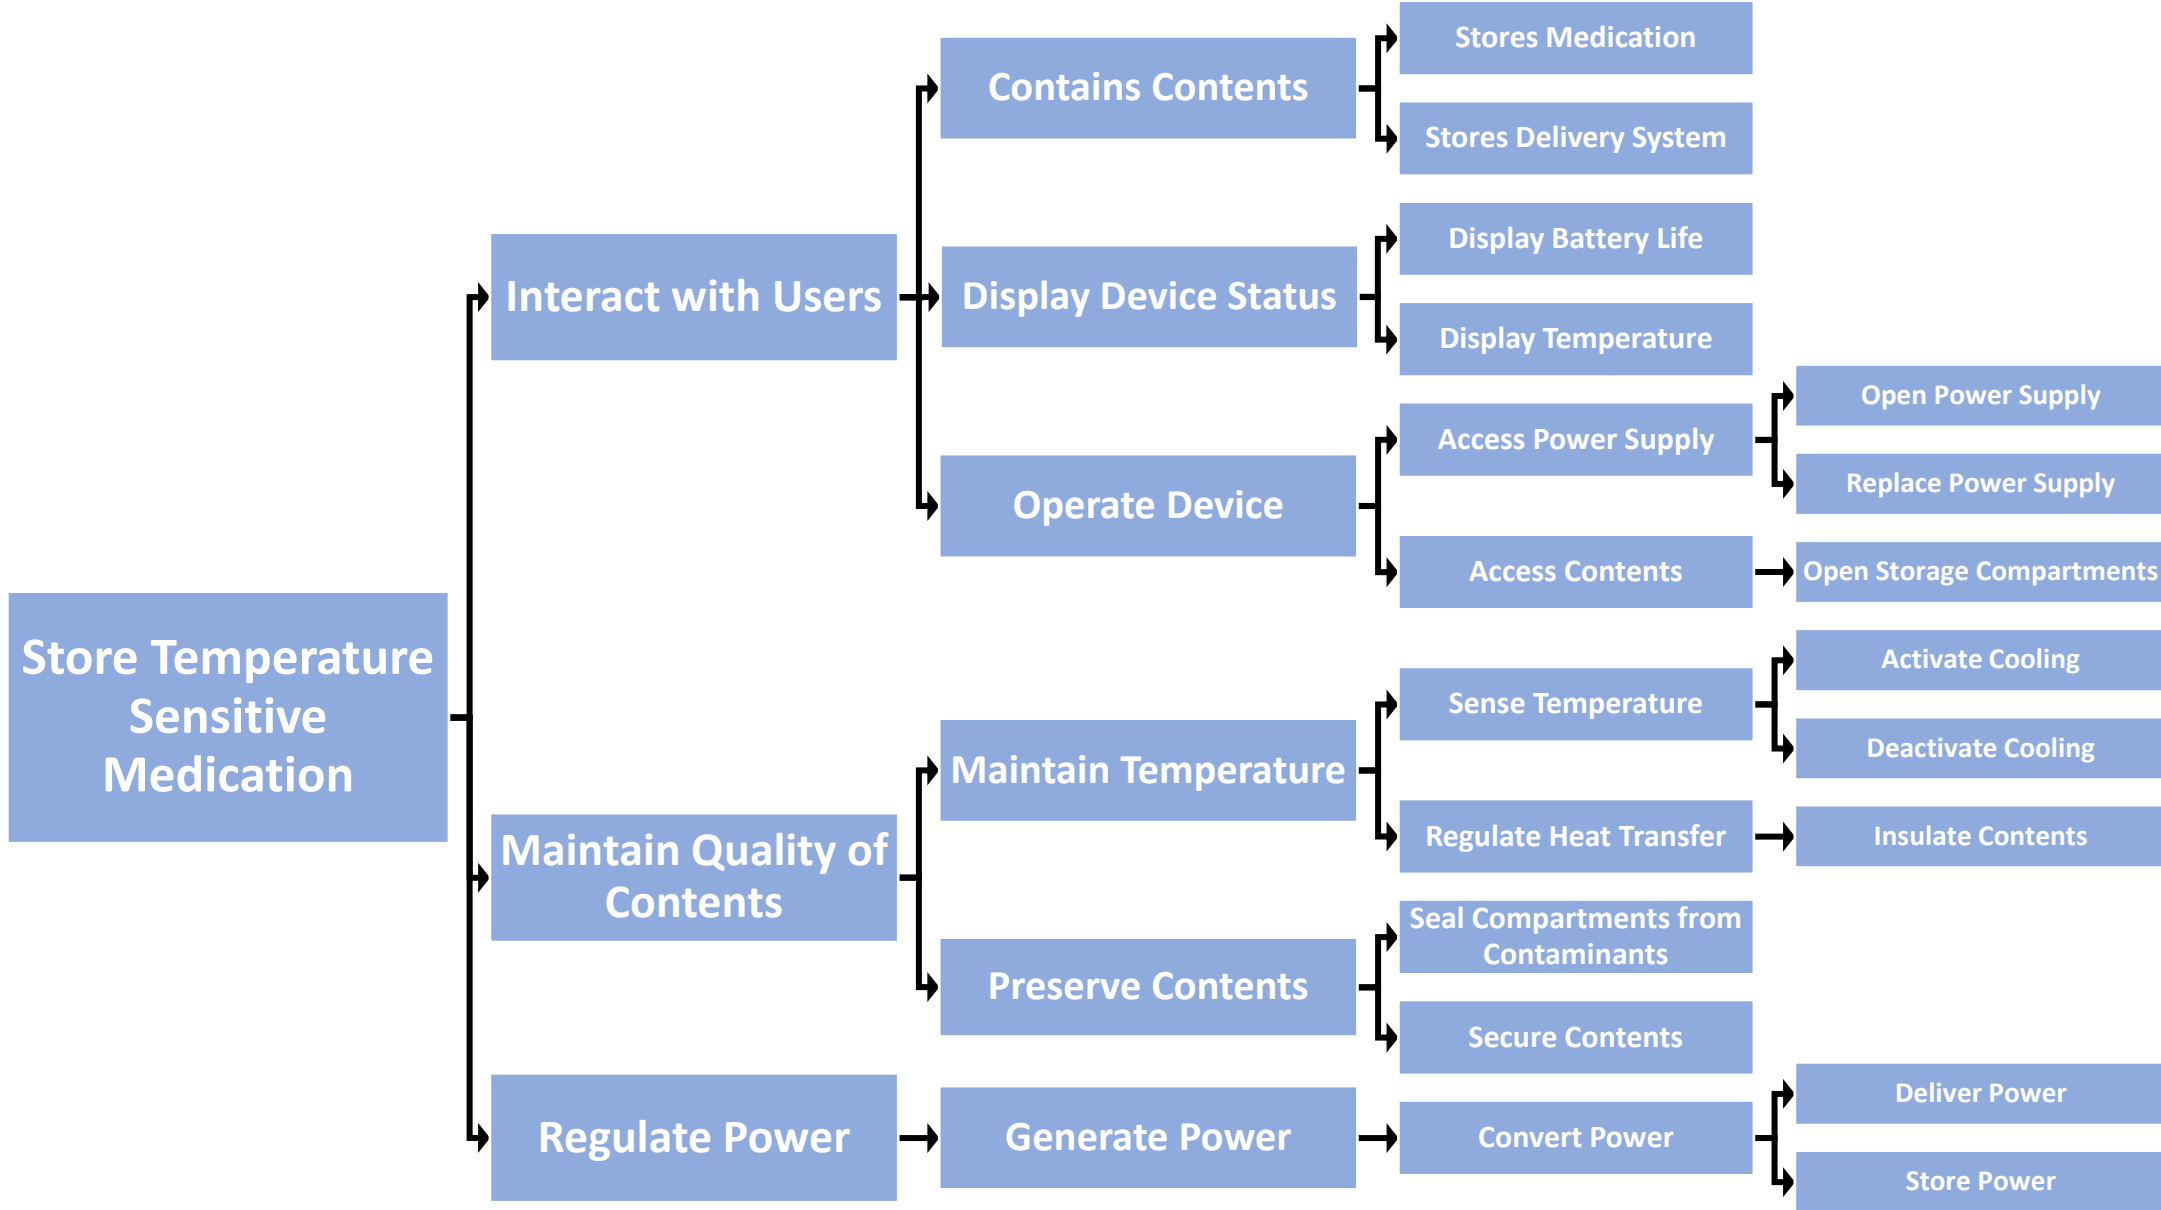 Store Temperature
Sensitive
Medication
Interact with Users
Contains Contents
Stores Medication
Stores Delivery System
Display Device Status
Display Battery Life
Display Temperature
Operate Device
Access Power Supply
Open Power Supply
Replace Power Supply
Access Contents
Open Storage Compartments
Maintain Quality of
Contents
Maintain Temperature
Sense Temperature
Activate Cooling
Deactivate Cooling
Regulate Heat Transfer
Insulate Contents
Preserve Contents
Seal Compartments from
Contaminants
Secure Contents
Regulate Power
Generate Power
Convert Power
Deliver Power
Store Power